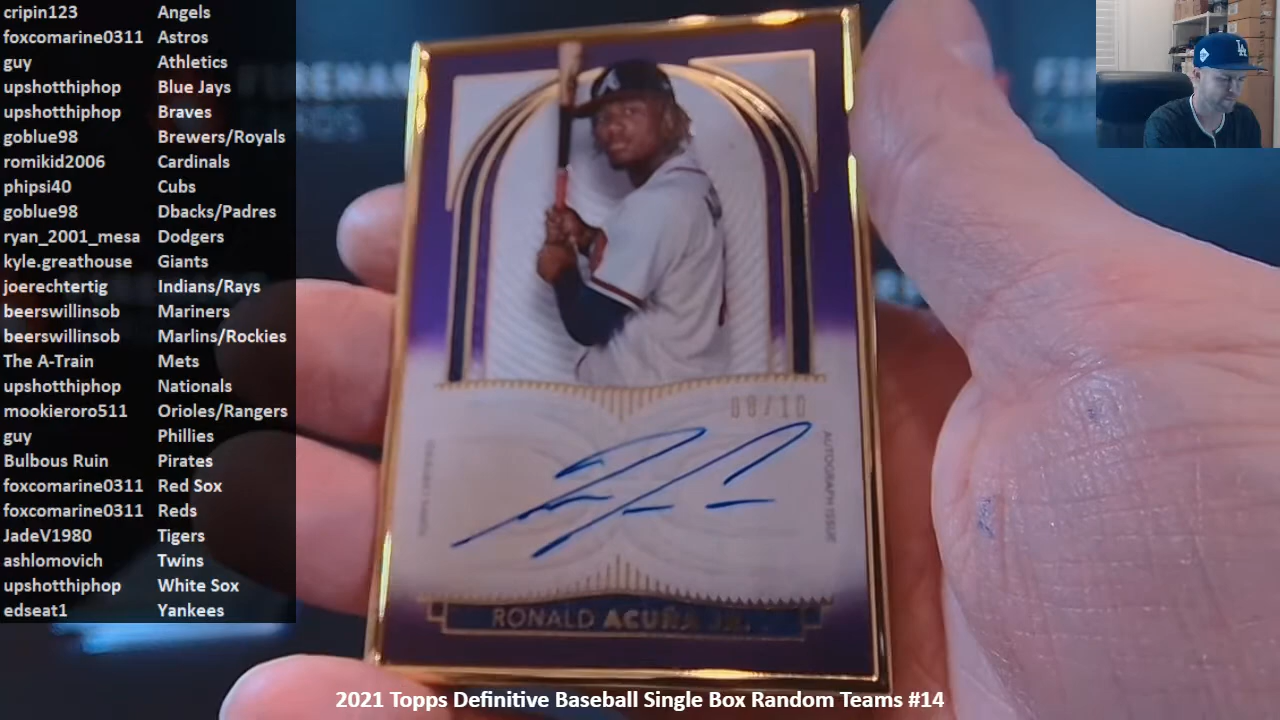 cripin123 Angels
foxcomarine0311 Astros
guy Athletics
upshotthiphop Blue Jays
upshotthiphop Braves
goblue98 Brewers/Royals
romikid2006 Cardinals
phipsi40 Cubs
goblue98 Dbacks/Padres
ryan_2001_mesa Dodgers
kyle.greathouse Giants
joerechtertig Indians/Rays
beerswillinsob Mariners
beerswillinsob Marlins/Rockies
The A-Train Mets
upshotthiphop Nationals
mookieroro511 Orioles/Rangers
guy Phillies
Bulbous Ruin Pirates
foxcomarine0311 Red Sox
foxcomarine0311 Reds
JadeV1980 Tigers
ashlomovich Twins
upshotthiphop White Sox
edseat1 Yankees
A
LA
AUTOGRAPH ISSUE
RONALD ACUÑA JR.
2021 Topps Definitive Baseball Single Box Random Teams #14